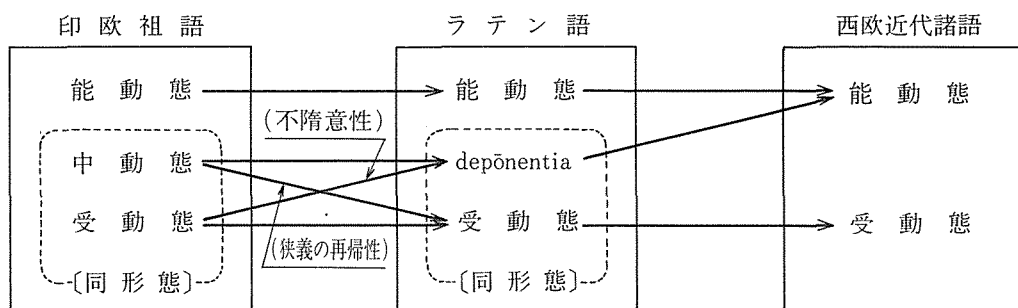 印欧祖語 ラテン語 西欧近代諸語
能動態 能動態 能動態
(不隋意性)
中動態 depōnentia
受動態 受動態 受動態
(狭義の再帰性)
〔同形態〕 〔同形態〕